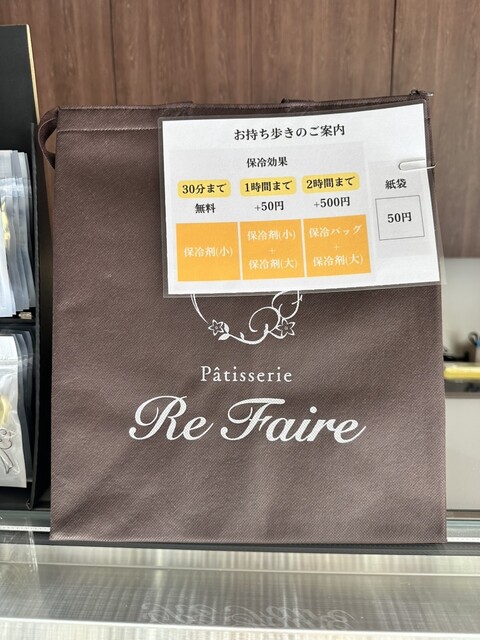 お持ち歩きのご案内
保冷効果
30分まで 1時間まで 2時間まで 紙袋
無料 +50円 +500円 50円
保冷剤(小) 保冷剤(小) 保冷バッグ
+ +
保冷剤(大) 保冷剤(大)
Pâtisserie
Re Faire